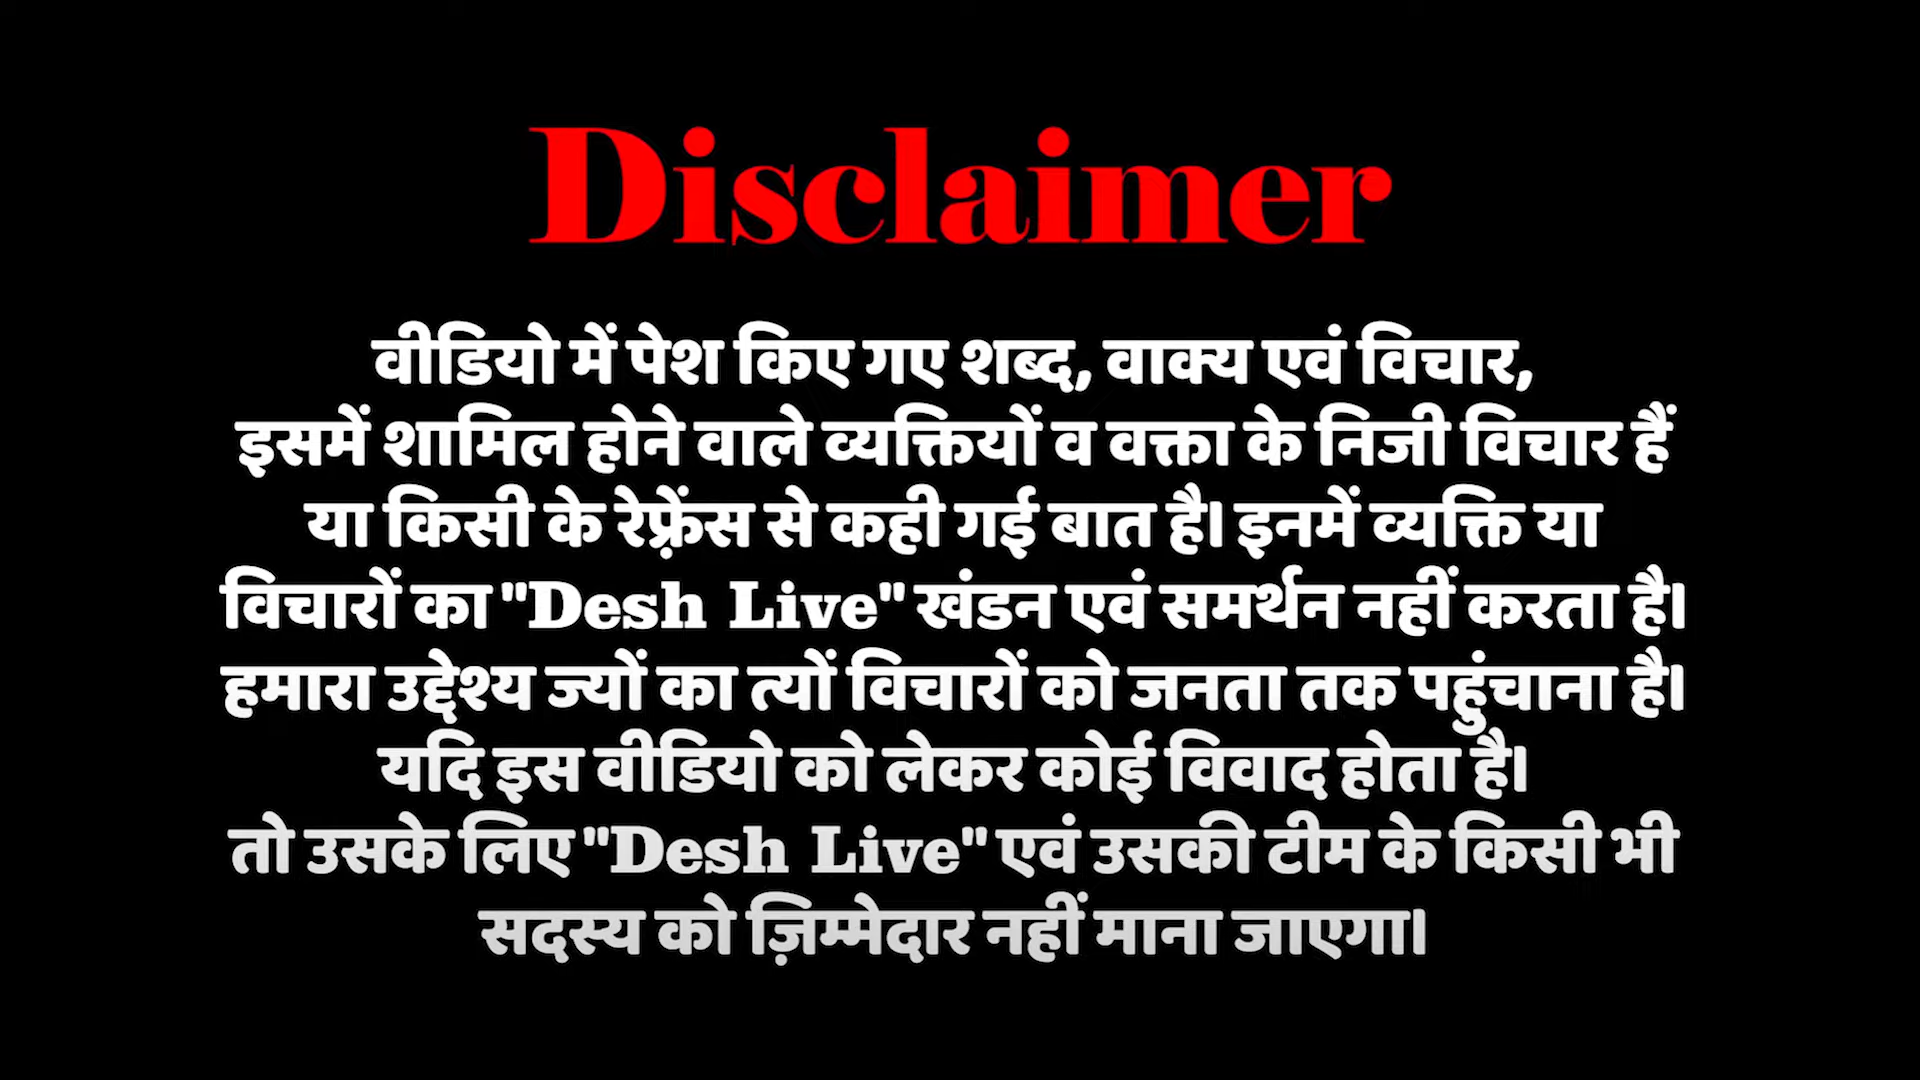 Disclaimer
वीडियो में पेश किए गए शब्द, वाक्य एवं विचार,
इसमें शामिल होने वाले व्यक्तियों व वक्ता के निजी विचार हैं
या किसी के रेफ़्रेंस से कही गई बात है। इनमें व्यक्ति या
विचारों का "Desh Live" खंडन एवं समर्थन नहीं करता है।
हमारा उद्देश्य ज्यों का त्यों विचारों को जनता तक पहुंचाना है।
यदि इस वीडियो को लेकर कोई विवाद होता है।
तो उसके लिए "Desh Live" एवं उसकी टीम के किसी भी
सदस्य को ज़िम्मेदार नहीं माना जाएगा।